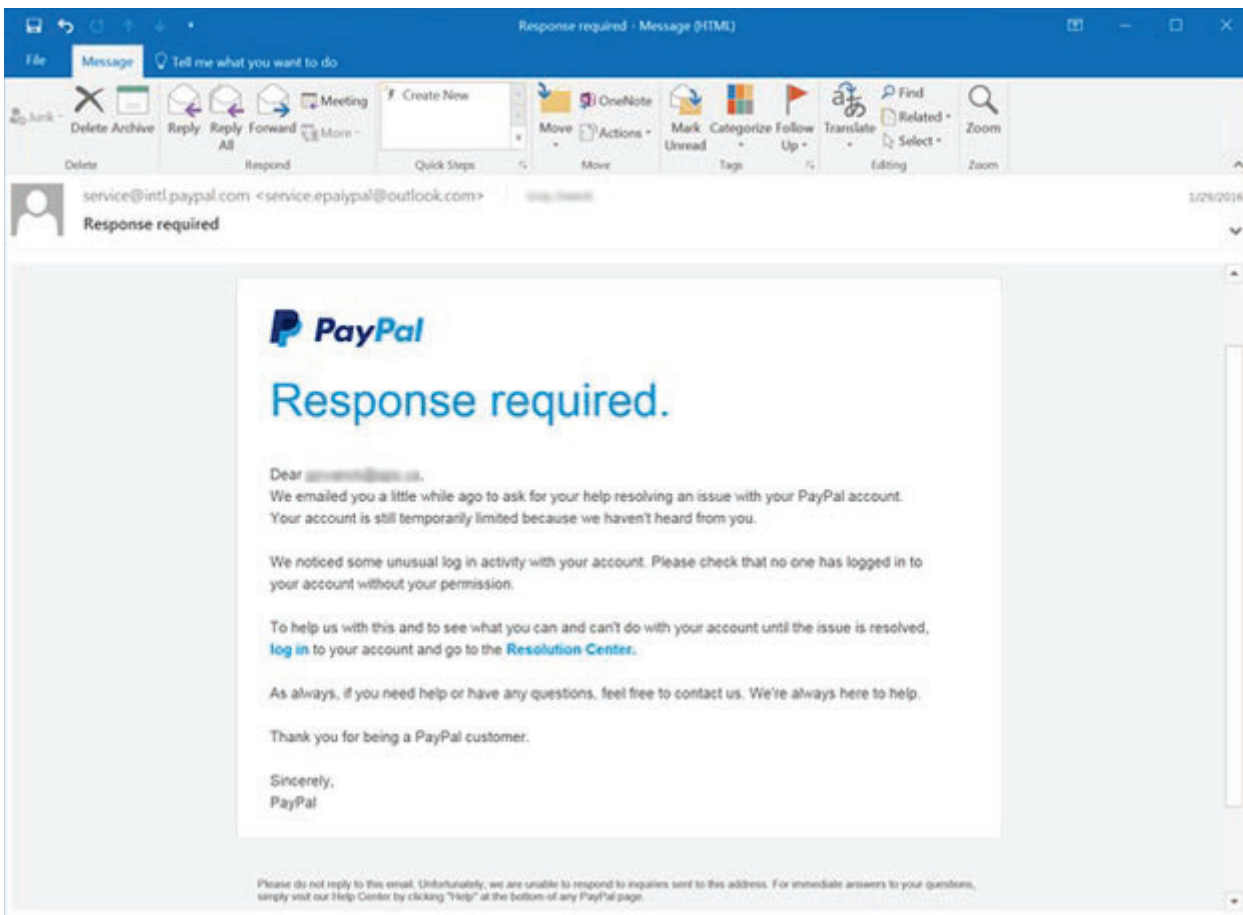 Response required - Message (HTML)
File Message Tell me what you want to do
Junk Delete Archive Reply Reply All Forward Meeting More Create New Move OneNote Actions Mark Unread Categorize Follow Up Translate Find Related Select Zoom
Delete Respond Quick Steps Move Tags Editing Zoom
service@intl.paypal.com <service.epaiypal@outlook.com>
1/29/2016
Response required
PayPal
Response required.
Dear
We emailed you a little while ago to ask for your help resolving an issue with your PayPal account.
Your account is still temporarily limited because we haven't heard from you.
We noticed some unusual log in activity with your account. Please check that no one has logged in to
your account without your permission.
To help us with this and to see what you can and can't do with your account until the issue is resolved,
log in to your account and go to the Resolution Center.
As always, if you need help or have any questions, feel free to contact us. We're always here to help.
Thank you for being a PayPal customer.
Sincerely,
PayPal
Please do not reply to this email. Unfortunately, we are unable to respond to inquiries sent to this address. For immediate answers to your questions,
simply visit our Help Center by clicking "Help" at the bottom of any PayPal page.